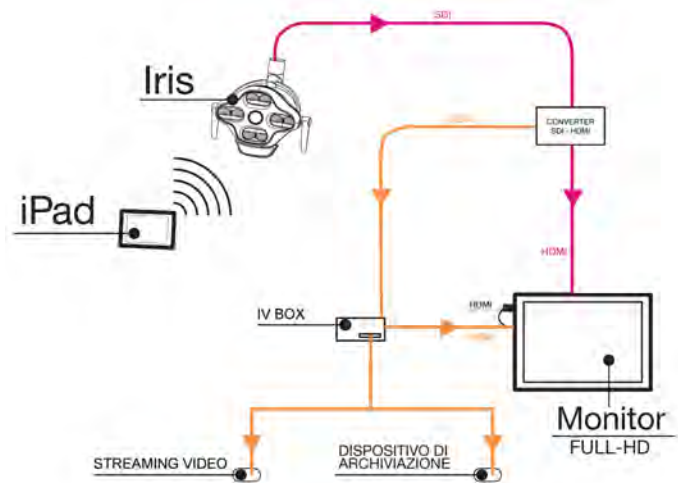 SDI
Iris
CONVERTER
SDI - HDMI
iPad
HDMI
HDMI
IV BOX
Monitor
FULL-HD
STREAMING VIDEO
DISPOSITIVO DI
ARCHIVIAZIONE